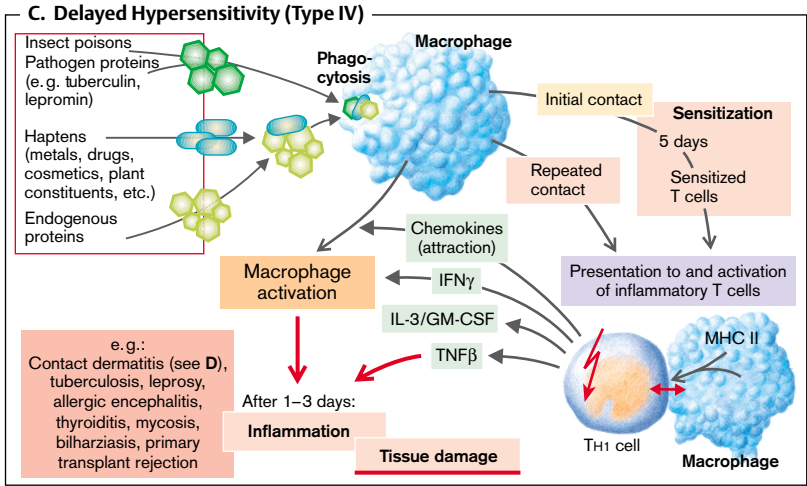 C. Delayed Hypersensitivity (Type IV)
Insect poisons
Pathogen proteins
(e.g. tuberculin,
lepromin)
Haptens
(metals, drugs,
cosmetics, plant
constituents, etc.)
Endogenous
proteins
Phago-
cytosis
Macrophage
Initial contact
Sensitization
5 days
Sensitized
T cells
Repeated
contact
Presentation to and activation
of inflammatory T cells
Chemokines
(attraction)
IFNγ
IL-3/GM-CSF
TNFβ
Macrophage
activation
MHC II
TH1 cell
Macrophage
e.g.:
Contact dermatitis (see D),
tuberculosis, leprosy,
allergic encephalitis,
thyroiditis, mycosis,
bilharziasis, primary
transplant rejection
After 1–3 days:
Inflammation
Tissue damage